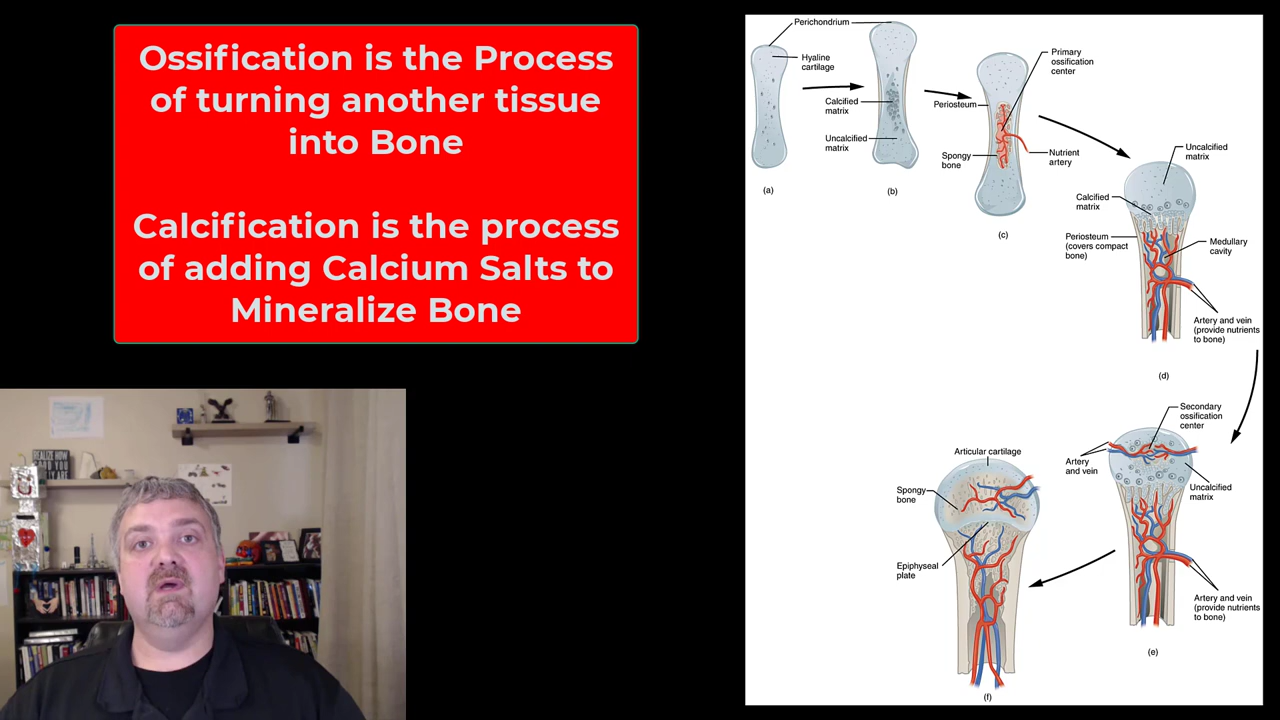 Ossification is the Process
of turning another tissue
into Bone
Calcification is the process
of adding Calcium Salts to
Mineralize Bone
Perichondrium
Hyaline
cartilage
Calcified
matrix
Uncalcified
matrix
(a)
(b)
Primary
ossification
center
Periosteum
Spongy
bone
Nutrient
artery
(c)
Uncalcified
matrix
Calcified
matrix
Periosteum
(covers compact
bone)
Medullary
cavity
Artery and vein
(provide nutrients
to bone)
(d)
Secondary
ossification
center
Artery
and vein
Uncalcified
matrix
Artery and vein
(provide nutrients
to bone)
(e)
Articular cartilage
Spongy
bone
Epiphyseal
plate
(f)
REALIZE HOW